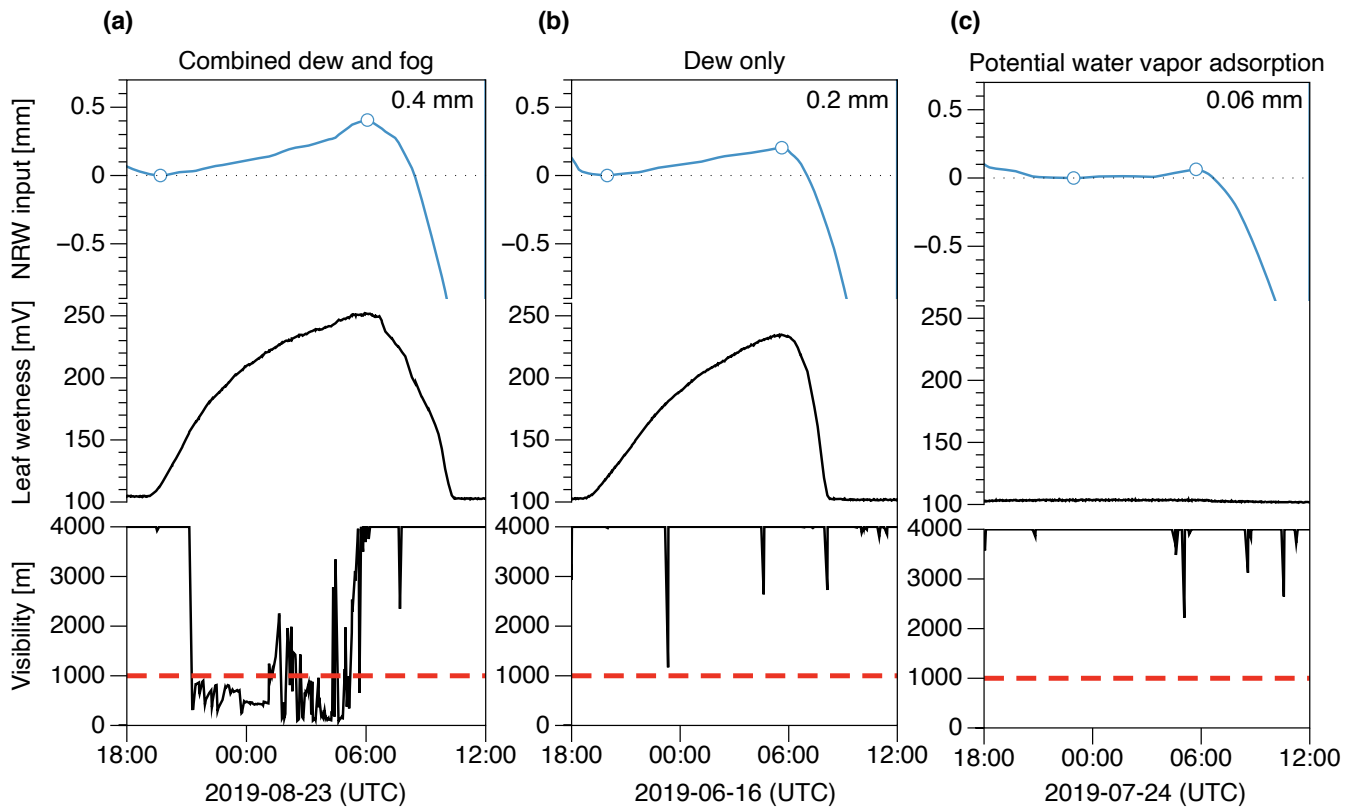 (a)
(b)
(c)
Combined dew and fog
Dew only
Potential water vapor adsorption
NRW input [mm]
0.5
0
−0.5
0.4 mm
0.5
0
−0.5
0.2 mm
0.5
0
−0.5
0.06 mm
Leaf wetness [mV]
250
200
150
100
250
200
150
100
250
200
150
100
Visibility [m]
4000
3000
2000
1000
0
4000
3000
2000
1000
0
4000
3000
2000
1000
0
18:00 00:00 06:00 12:00
18:00 00:00 06:00 12:00
18:00 00:00 06:00 12:00
2019-08-23 (UTC)
2019-06-16 (UTC)
2019-07-24 (UTC)